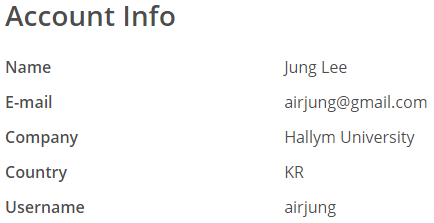 Account Info
Name Jung Lee
E-mail airjung@gmail.com
Company Hallym University
Country KR
Username airjung